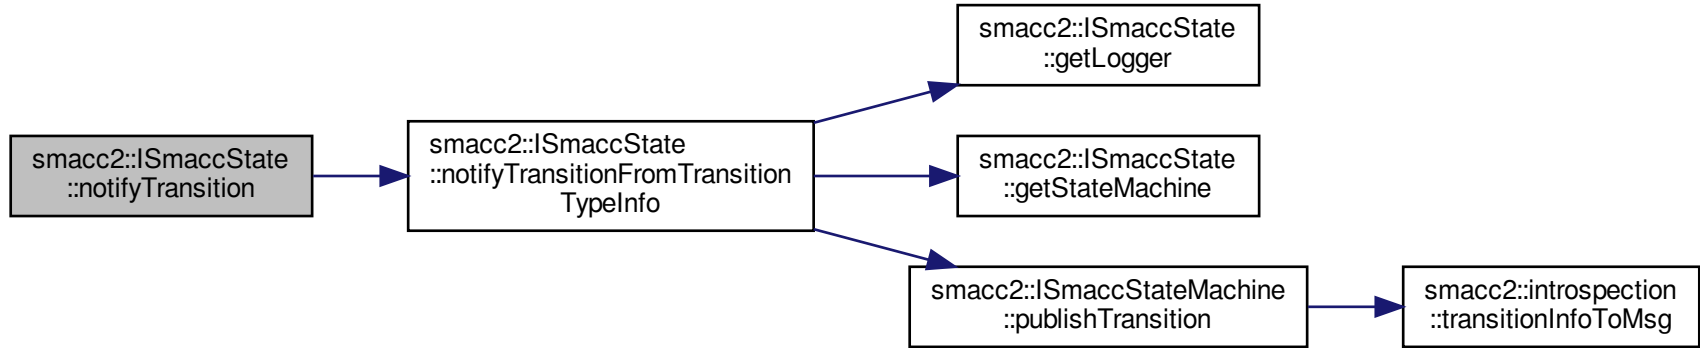 smacc2::ISmaccState
::notifyTransition
smacc2::ISmaccState
::notifyTransitionFromTransition
TypeInfo
smacc2::ISmaccState
::getLogger
smacc2::ISmaccState
::getStateMachine
smacc2::ISmaccStateMachine
::publishTransition
smacc2::introspection
::transitionInfoToMsg